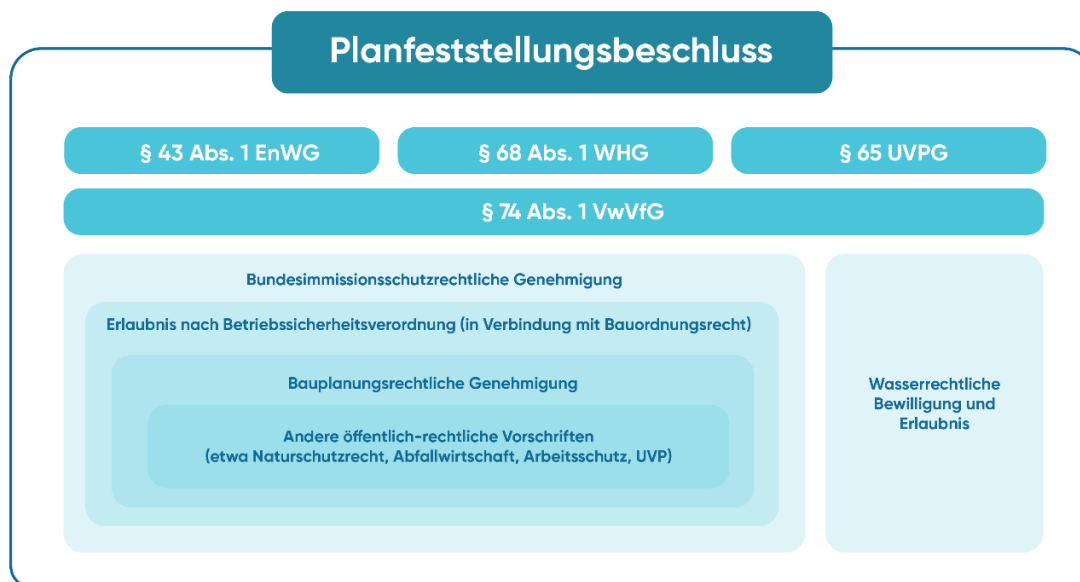 Planfeststellungsbeschluss
§ 43 Abs. 1 EnWG
§ 68 Abs. 1 WHG
§ 65 UVPG
§ 74 Abs. 1 VwVfG
Bundesimmissionsschutzrechtliche Genehmigung
Erlaubnis nach Betriebssicherheitsverordnung (in Verbindung mit Bauordnungsrecht)
Bauplanungsrechtliche Genehmigung
Andere öffentlich-rechtliche Vorschriften
(etwa Naturschutzrecht, Abfallwirtschaft, Arbeitsschutz, UVP)
Wasserrechtliche
Bewilligung und
Erlaubnis